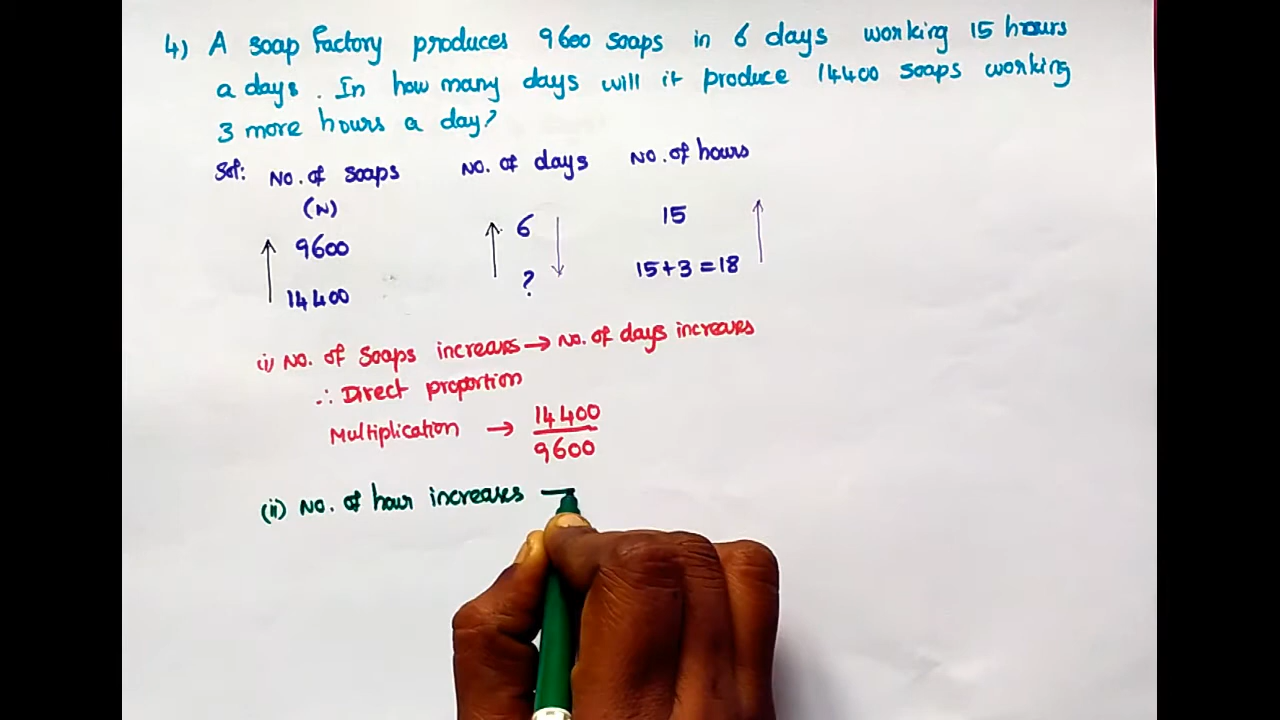 4) A soap factory produces 9600 soaps in 6 days working 15 hours
a days. In how many days will it produce 14400 soaps working
3 more hours a day?
Sol: No. of soaps No. of days No. of hours
(N)
9600 6 15
14400 ? 15+3=18
(i) No. of soaps increases → No. of days increases
∴ Direct proportion
Multiplication → 14400/9600
(ii) No. of hour increases —